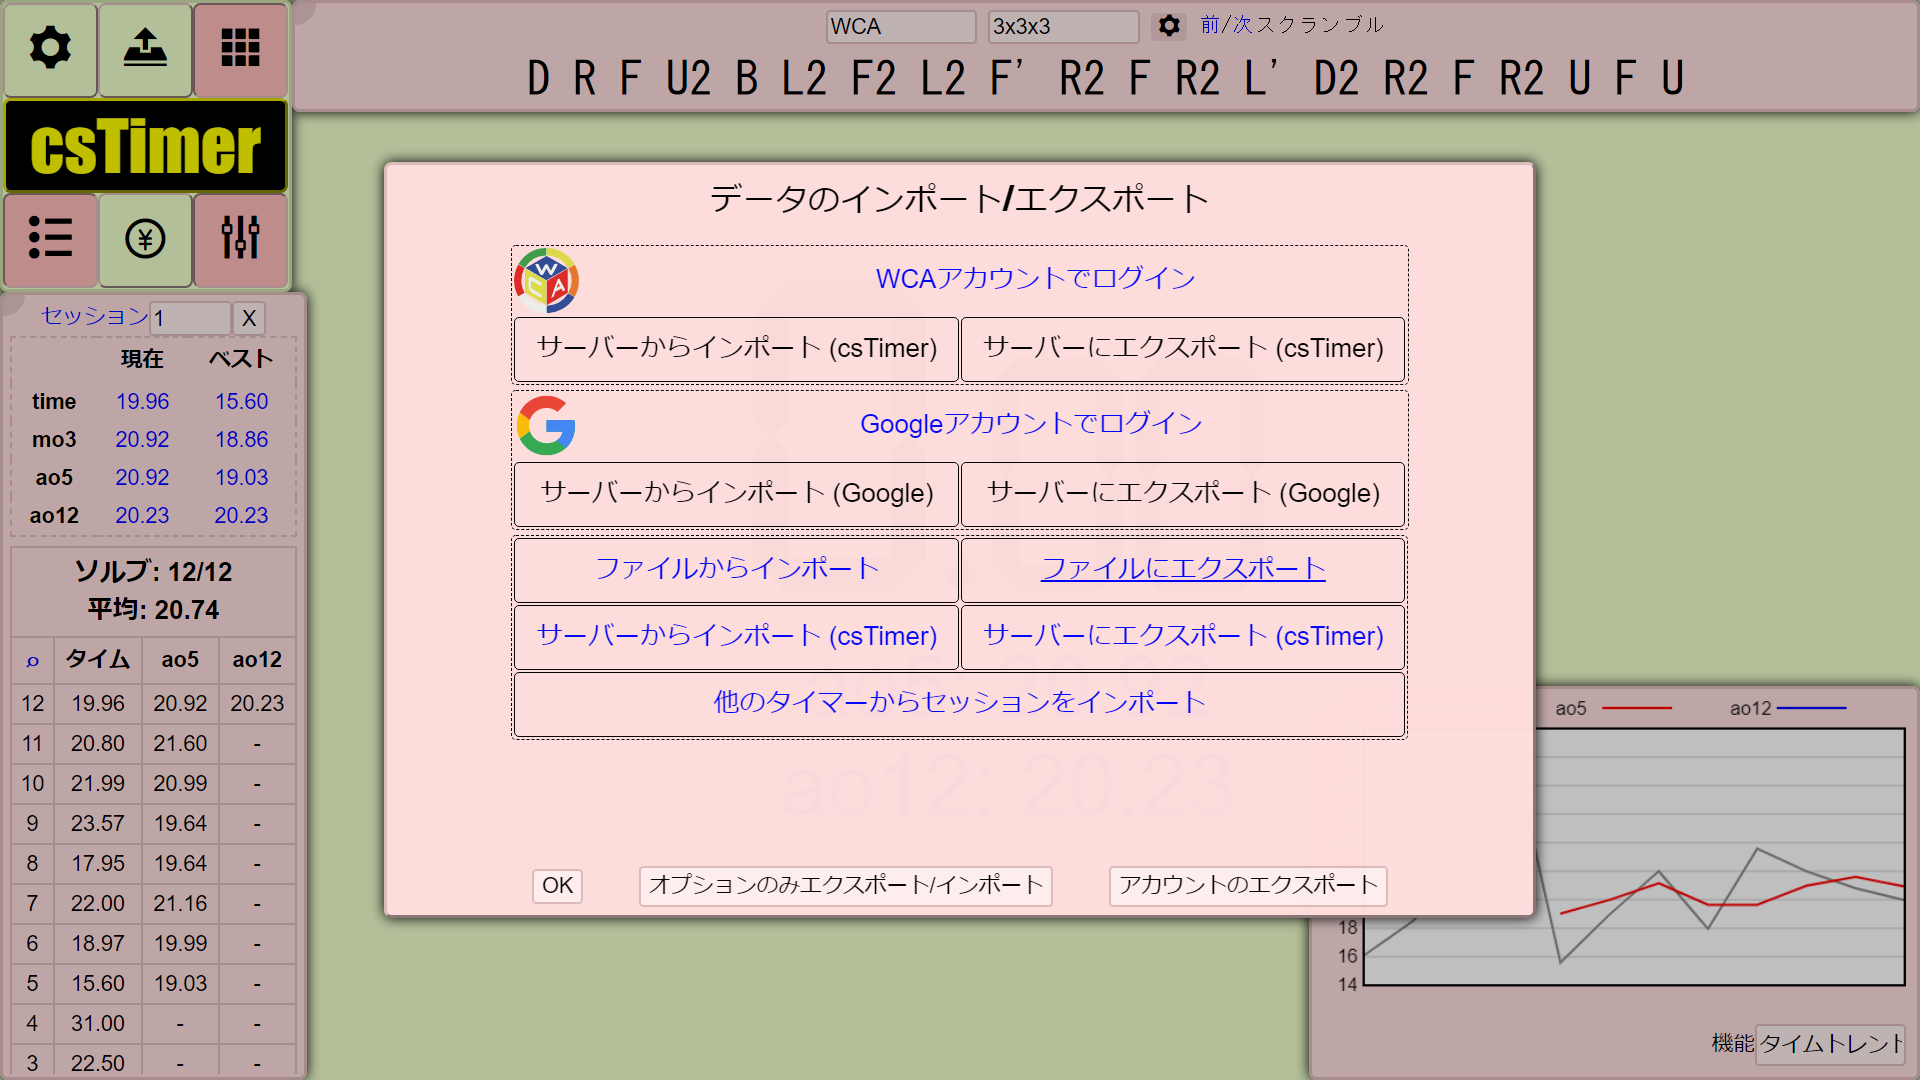 WCA 3x3x3 前/次スクランブル
D R F U2 B L2 F2 L2 F' R2 F R2 L' D2 R2 F R2 U F U
csTimer
セッション 1 X
現在 ベスト
time 19.96 15.60
mo3 20.92 18.86
ao5 20.92 19.03
ao12 20.23 20.23
ソルブ: 12/12
平均: 20.74
タイム ao5 ao12
12 19.96 20.92 20.23
11 20.80 21.60 -
10 21.99 20.99 -
9 23.57 19.64 -
8 17.95 19.64 -
7 22.00 21.16 -
6 18.97 19.99 -
5 15.60 19.03 -
4 31.00 - -
3 22.50 - -
データのインポート/エクスポート
WCA
WCAアカウントでログイン
サーバーからインポート (csTimer) サーバーにエクスポート (csTimer)
Googleアカウントでログイン
サーバーからインポート (Google) サーバーにエクスポート (Google)
ファイルからインポート ファイルにエクスポート
サーバーからインポート (csTimer) サーバーにエクスポート (csTimer)
他のタイマーからセッションをインポート
ao5: 20.92
ao12: 20.23
OK オプションのみエクスポート/インポート アカウントのエクスポート
ao5 ao12
18
16
14
機能 タイムトレント